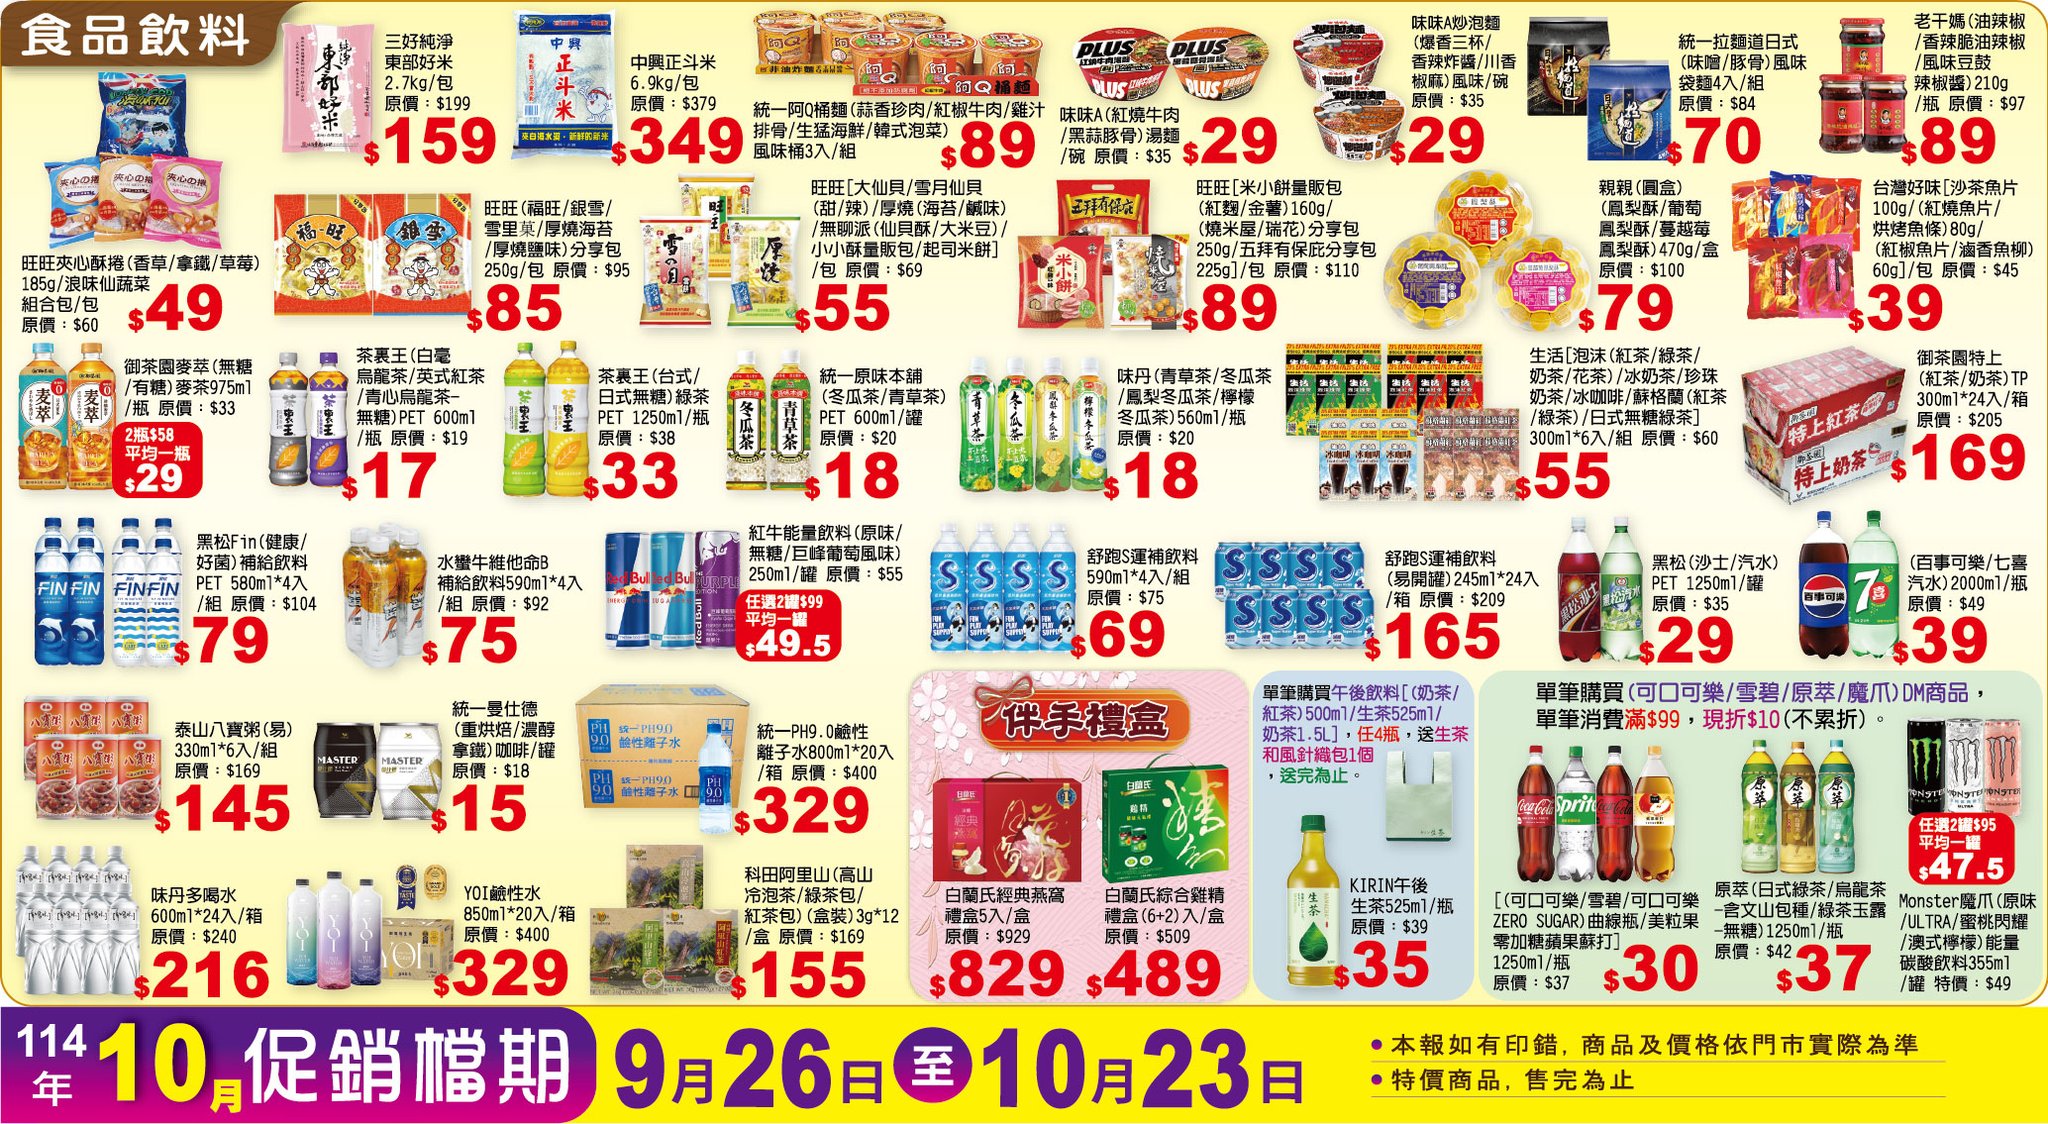 食品飲料
旺旺夾心酥捲(香草/拿鐵/草莓)
185g/浪味仙蔬菜
組合包/包
原價：$60
$49
三好純淨
東部好米
2.7kg/包
原價：$199
$159
中興正斗米
6.9kg/包
原價：$379
$349
統一阿Q桶麵(蒜香珍肉/紅椒牛肉/雞汁
排骨/生猛海鮮/韓式泡菜)
風味桶3入/組
$89
味味A(紅燒牛肉
/黑蒜豚骨)湯麵
/碗 原價：$35
$29
味味A炒泡麵
(爆香三杯/
香辣炸醬/川香
椒麻)風味/碗
原價：$35
$29
統一拉麵道日式
(味噌/豚骨)風味
袋麵4入/組
原價：$84
$70
老干媽(油辣椒
/香辣脆油辣椒
/風味豆鼓
辣椒醬)210g
/瓶 原價：$97
$89
旺旺(福旺/銀雪/
雪里菓/厚燒海苔
/厚燒鹽味)分享包
250g/包 原價：$95
$85
旺旺[大仙貝/雪月仙貝
(甜/辣)/厚燒(海苔/鹹味)
/無聊派(仙貝酥/大米豆)/
小小酥量販包/起司米餅]
/包 原價：$69
$55
旺旺[米小餅量販包
(紅麴/金薯)160g/
(燒米屋/瑞花)分享包
250g/五拜有保庇分享包
225g]/包 原價：$110
$89
親親(圓盒)
(鳳梨酥/葡萄
鳳梨酥/蔓越莓
鳳梨酥)470g/盒
原價：$100
$79
台灣好味[沙茶魚片
100g/(紅燒魚片/
烘烤魚條)80g/
(紅椒魚片/滷香魚柳)
60g]/包 原價：$45
$39
御茶園麥萃(無糖
/有糖)麥茶975ml
/瓶 原價：$33
2瓶$58
平均一瓶
$29
茶裏王(白毫
烏龍茶/英式紅茶
/青心烏龍茶-
無糖)PET 600ml
/瓶 原價：$19
$17
茶裏王(台式/
日式無糖)綠茶
PET 1250ml/瓶
原價：$38
$33
統一原味本舖
(冬瓜茶/青草茶)
PET 600ml/罐
原價：$20
$18
味丹(青草茶/冬瓜茶
/鳳梨冬瓜茶/檸檬
冬瓜茶)560ml/瓶
原價：$20
$18
生活[泡沫(紅茶/綠茶/
奶茶/花茶)/冰奶茶/珍珠
奶茶/冰咖啡/蘇格蘭(紅茶
/綠茶)/日式無糖綠茶]
300ml*6入/組 原價：$60
$55
御茶園特上
(紅茶/奶茶)TP
300ml*24入/箱
原價：$205
$169
黑松Fin(健康/
好菌)補給飲料
PET 580ml*4入
/組 原價：$104
$79
水蠻牛維他命B
補給飲料590ml*4入
/組 原價：$92
$75
紅牛能量飲料(原味/
無糖/巨峰葡萄風味)
250ml/罐 原價：$55
任選2罐$99
平均一罐
$49.5
舒跑S運補飲料
590ml*4入/組
原價：$75
$69
舒跑S運補飲料
(易開罐)245ml*24入
/箱 原價：$209
$165
黑松(沙士/汽水)
PET 1250ml/罐
原價：$35
$29
(百事可樂/七喜
汽水)2000ml/瓶
原價：$49
$39
泰山八寶粥(易)
330ml*6入/組
原價：$169
$145
統一曼仕德
(重烘焙/濃醇
拿鐵)咖啡/罐
原價：$18
$15
統一PH9.0鹼性
離子水800ml*20入
/箱 原價：$400
$329
味丹多喝水
600ml*24入/箱
原價：$240
$216
YOI鹼性水
850ml*20入/箱
原價：$400
$329
科田阿里山(高山
冷泡茶/綠茶包/
紅茶包)(盒裝)3g*12
/盒 原價：$169
$155
伴手禮盒
白蘭氏經典燕窩
禮盒5入/盒
原價：$929
$829
白蘭氏綜合雞精
禮盒(6+2)入/盒
原價：$509
$489
單筆購買午後飲料[(奶茶/
紅茶)500ml/生茶525ml/
奶茶1.5L]，任4瓶，送生茶
和風針織包1個
，送完為止。
KIRIN午後
生茶525ml/瓶
原價：$39
$35
單筆購買(可口可樂/雪碧/原萃/魔爪)DM商品，
單筆消費滿$99，現折$10(不累折)。
[(可口可樂/雪碧/可口可樂
ZERO SUGAR)曲線瓶/美粒果
零加糖蘋果蘇打]
1250ml/瓶
原價：$37
$30
原萃(日式綠茶/烏龍茶
-含文山包種/綠茶玉露
-無糖)1250ml/瓶
原價：$42
$37
任選2罐$95
平均一罐
$47.5
Monster魔爪(原味
/ULTRA/蜜桃閃耀
/澳式檸檬)能量
碳酸飲料355ml
/罐 特價：$49
114年
10月促銷檔期
9月26日至10月23日
•本報如有印錯, 商品及價格依門市實際為準
•特價商品, 售完為止